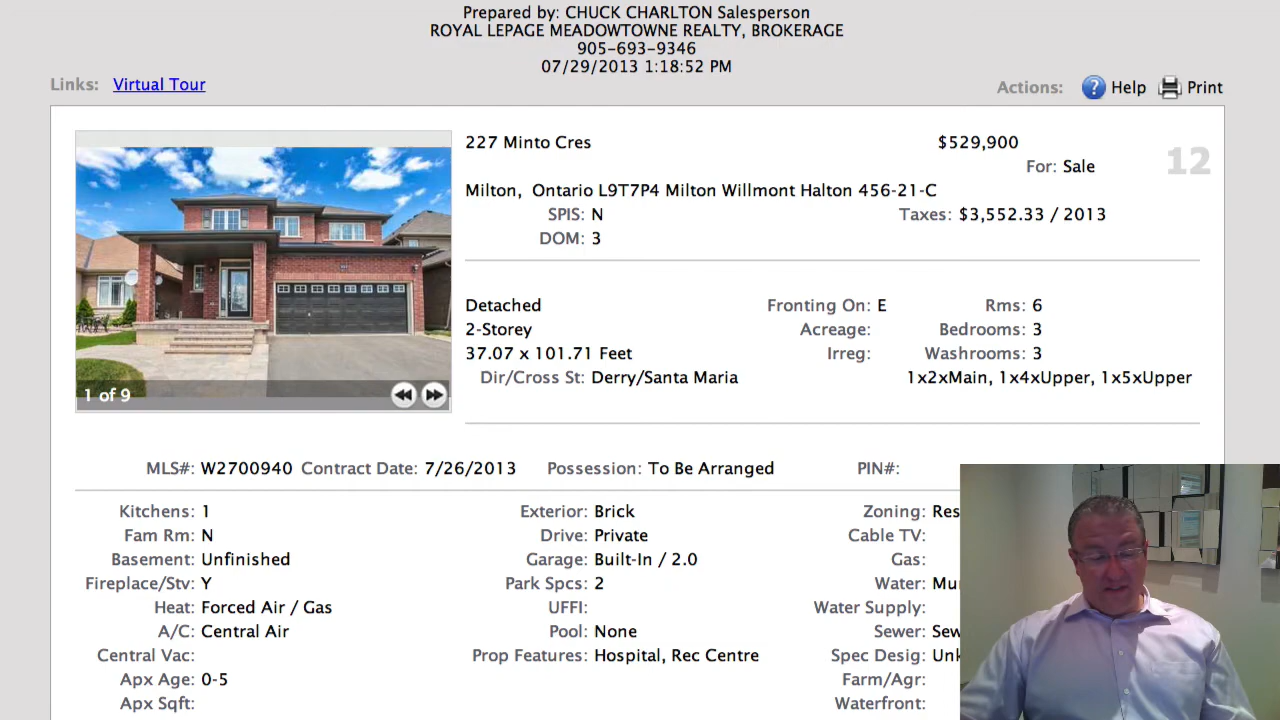 Prepared by: CHUCK CHARLTON Salesperson
ROYAL LEPAGE MEADOWTOWNE REALTY, BROKERAGE
905-693-9346
07/29/2013 1:18:52 PM
Links: Virtual Tour
Actions: Help Print
227 Minto Cres $529,900
For: Sale 12
Milton, Ontario L9T7P4 Milton Willmont Halton 456-21-C
SPIS: N Taxes: $3,552.33 / 2013
DOM: 3
Detached Fronting On: E Rms: 6
2-Storey Acreage: Bedrooms: 3
37.07 x 101.71 Feet Irreg: Washrooms: 3
Dir/Cross St: Derry/Santa Maria 1x2xMain, 1x4xUpper, 1x5xUpper
1 of 9
MLS#: W2700940 Contract Date: 7/26/2013 Possession: To Be Arranged PIN#:
Kitchens: 1 Exterior: Brick Zoning: Res
Fam Rm: N Drive: Private Cable TV:
Basement: Unfinished Garage: Built-In / 2.0 Gas:
Fireplace/Stv: Y Park Spcs: 2 Water: Mu
Heat: Forced Air / Gas UFFI: Water Supply:
A/C: Central Air Pool: None Sewer: Sew
Central Vac: Prop Features: Hospital, Rec Centre Spec Desig: Unk
Apx Age: 0-5 Farm/Agr:
Apx Sqft: Waterfront: